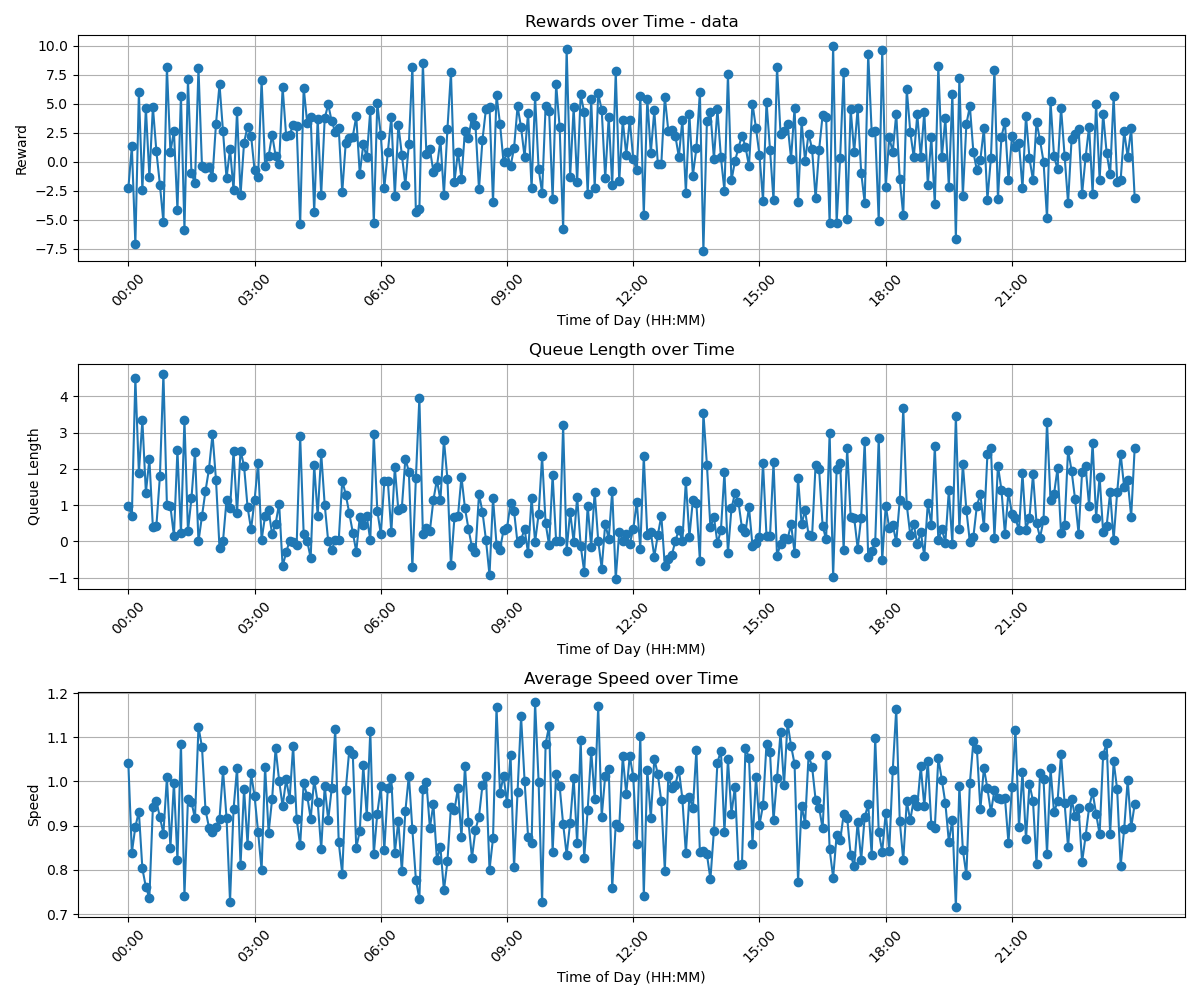 Rewards over Time - data
10.0
7.5
5.0
2.5
0.0
−2.5
−5.0
−7.5
Reward
00:00 03:00 06:00 09:00 12:00 15:00 18:00 21:00
Time of Day (HH:MM)
Queue Length over Time
4
3
2
1
0
−1
Queue Length
00:00 03:00 06:00 09:00 12:00 15:00 18:00 21:00
Time of Day (HH:MM)
Average Speed over Time
1.2
1.1
1.0
0.9
0.8
0.7
Speed
00:00 03:00 06:00 09:00 12:00 15:00 18:00 21:00
Time of Day (HH:MM)